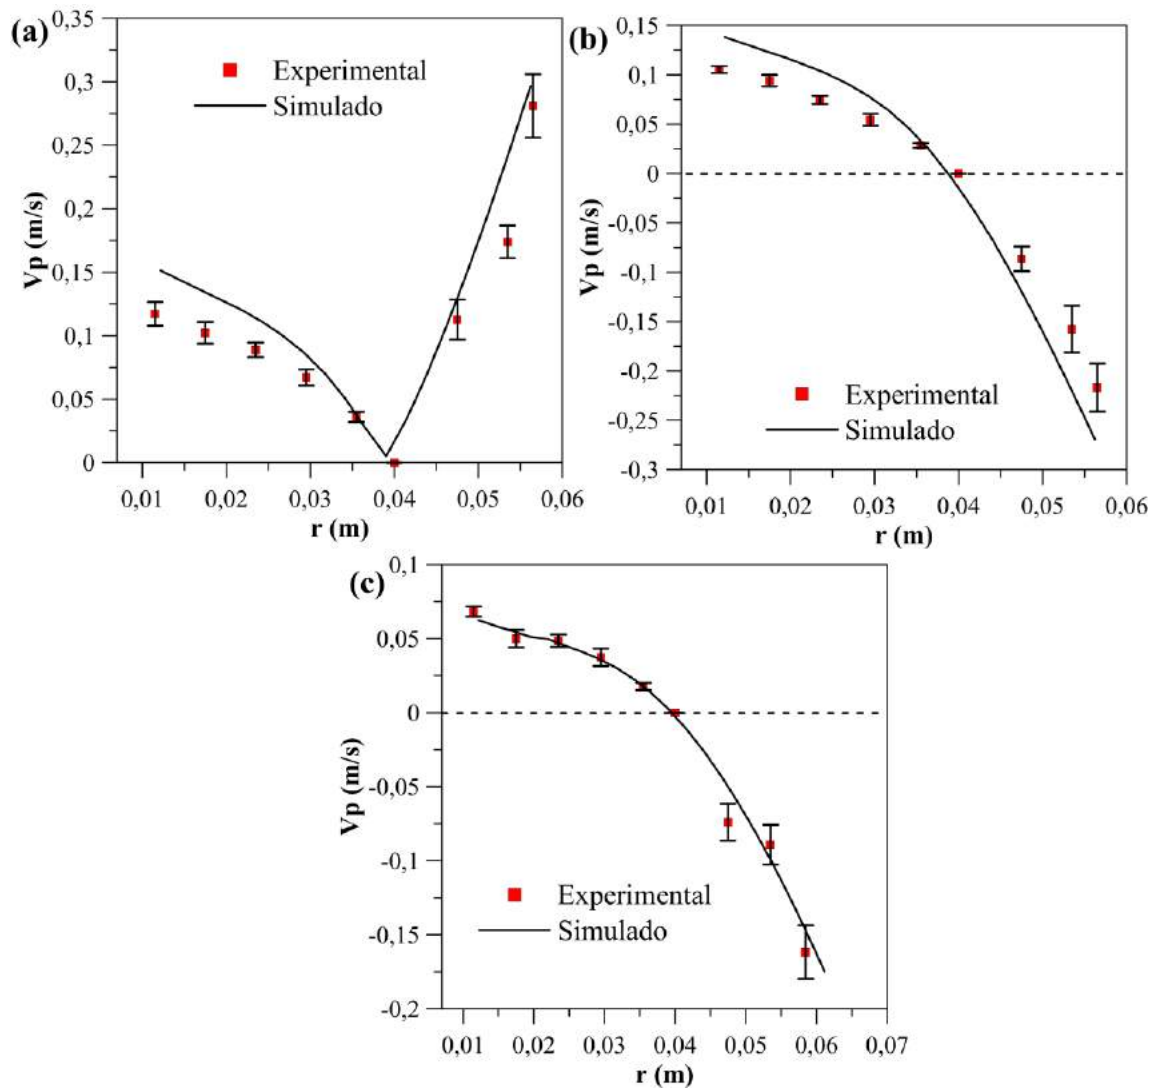 (a)
0,35
0,3
0,25
0,2
0,15
0,1
0,05
0
Vp (m/s)
Experimental
Simulado
0,01 0,02 0,03 0,04 0,05 0,06
r (m)
(b)
0,15
0,1
0,05
0
-0,05
-0,1
-0,15
-0,2
-0,25
-0,3
Vp (m/s)
Experimental
Simulado
0,01 0,02 0,03 0,04 0,05 0,06
r (m)
(c)
0,1
0,05
0
-0,05
-0,1
-0,15
-0,2
Vp (m/s)
Experimental
Simulado
0,01 0,02 0,03 0,04 0,05 0,06 0,07
r (m)